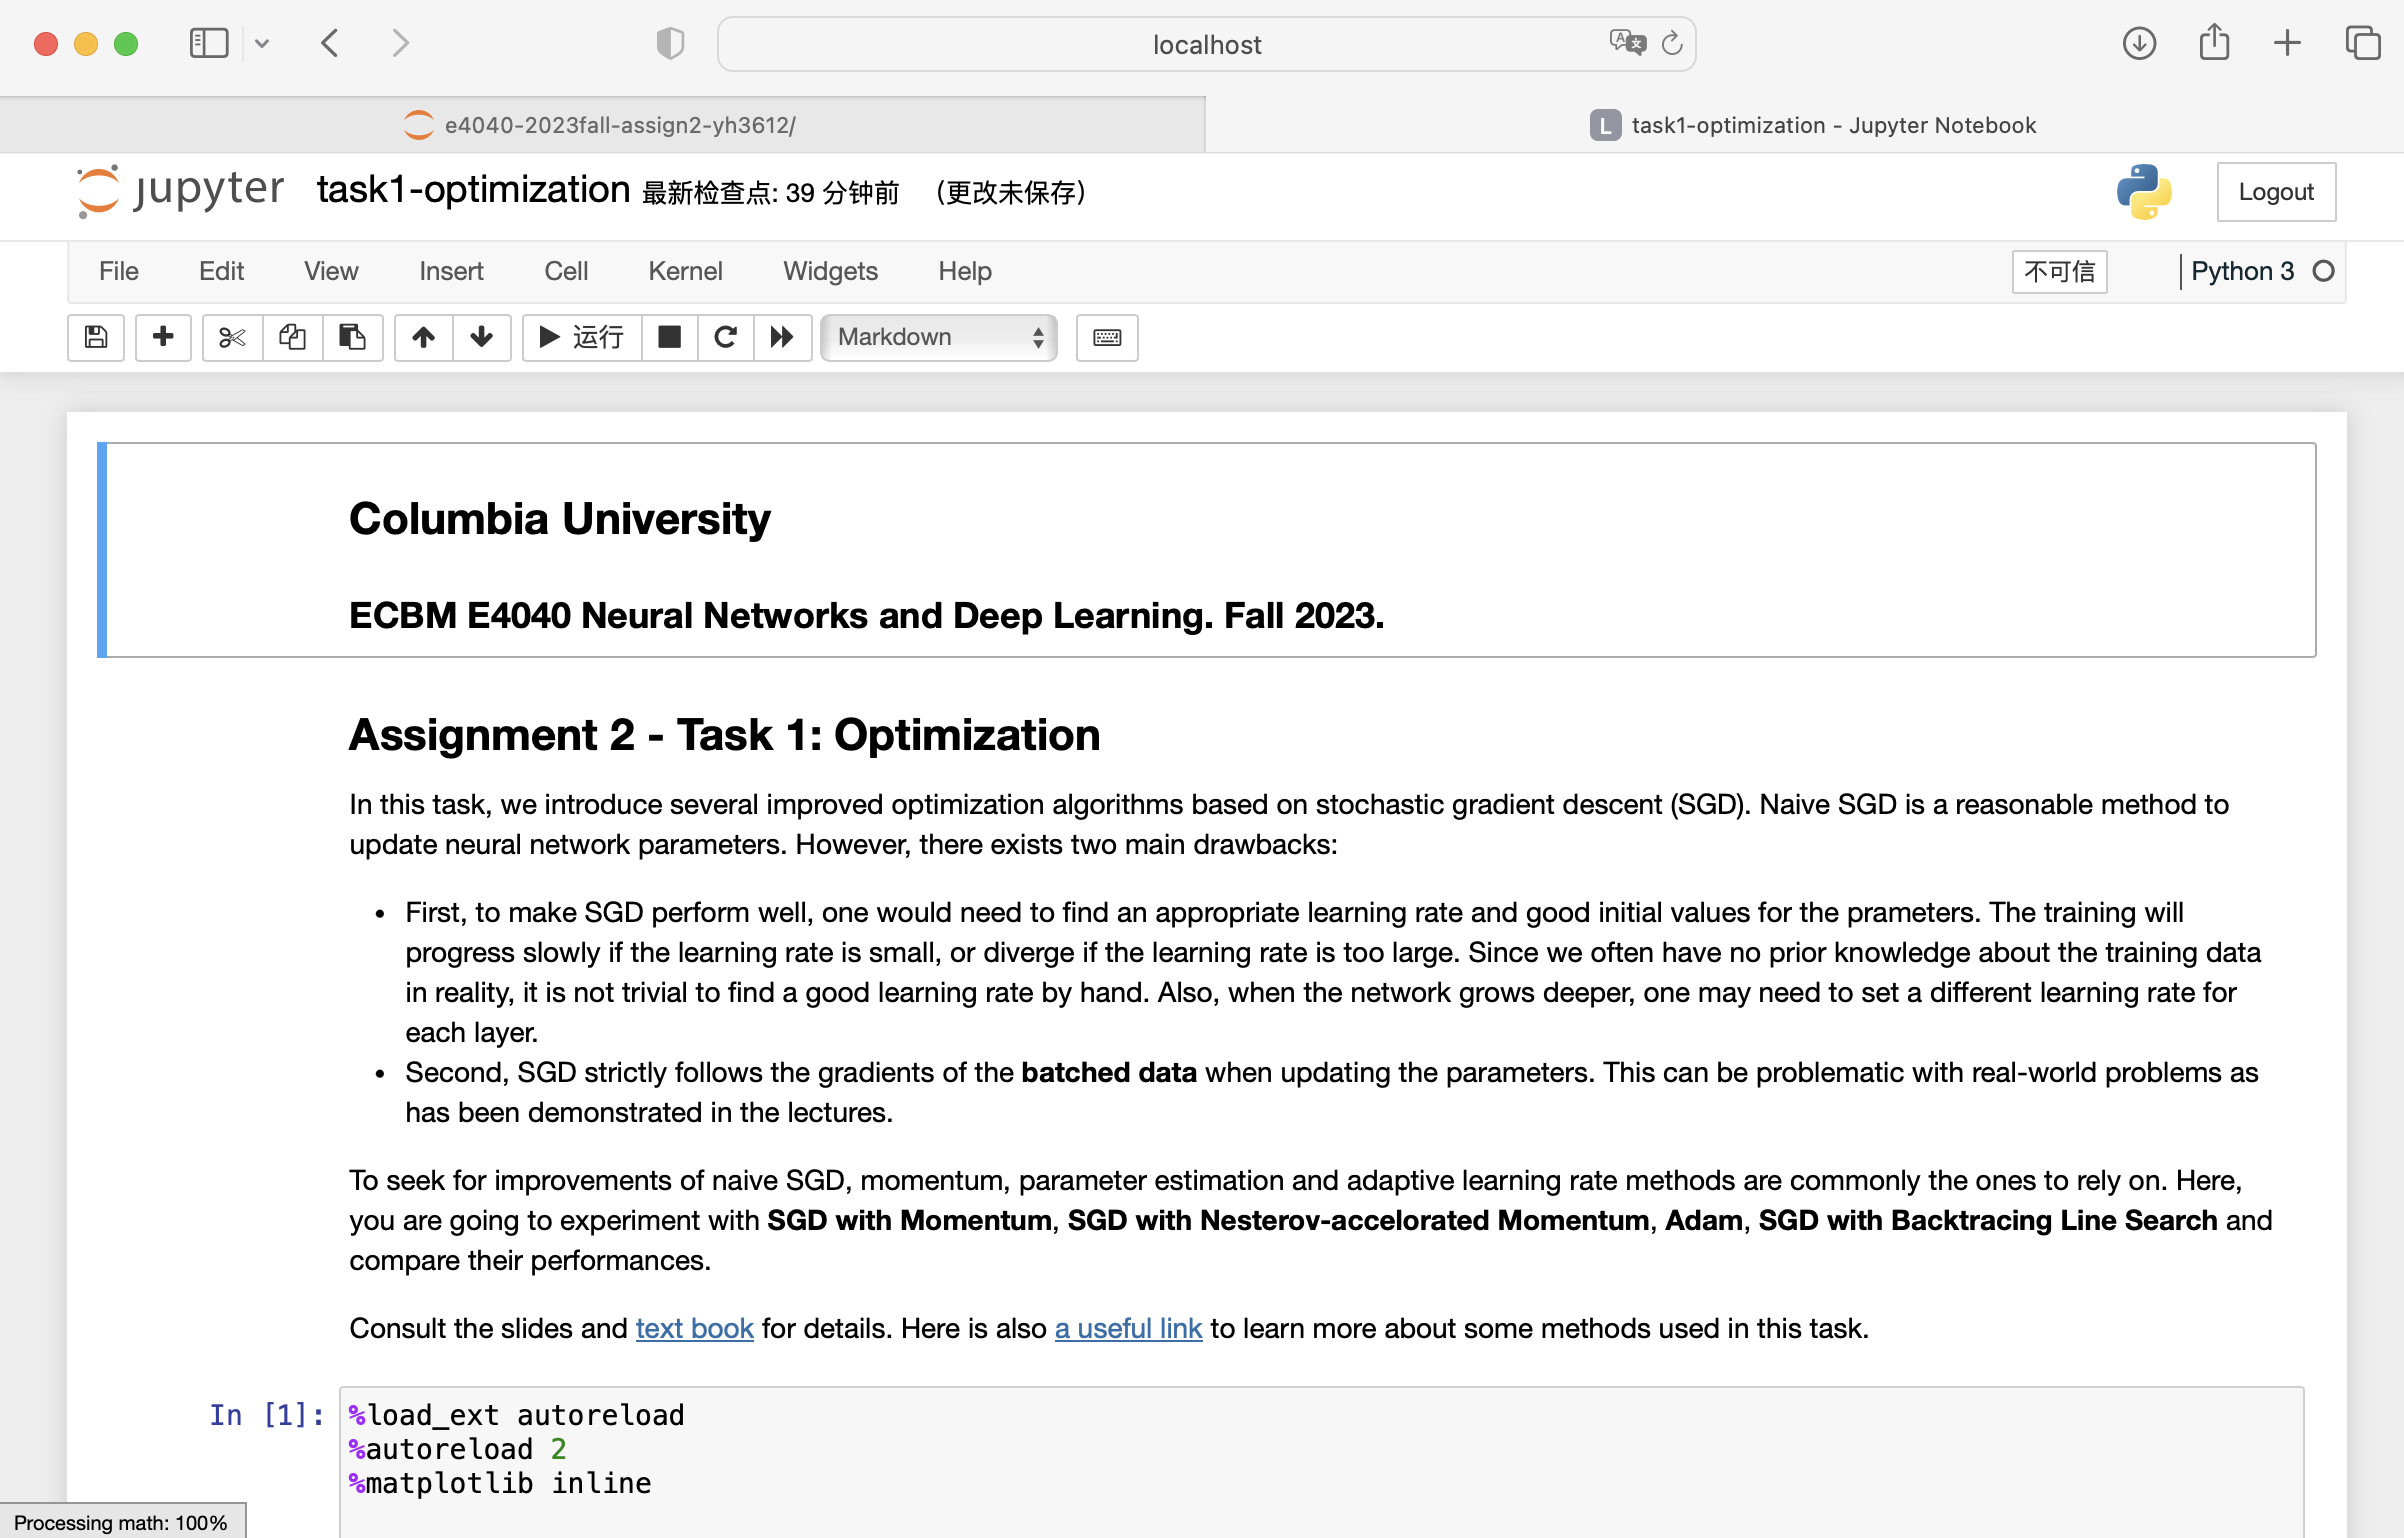 localhost
e4040-2023fall-assign2-yh3612/
L task1-optimization - Jupyter Notebook
jupyter task1-optimization 最新检查点: 39 分钟前 (更改未保存)
Logout
File Edit View Insert Cell Kernel Widgets Help 不可信 Python 3
运行 Markdown
Columbia University
ECBM E4040 Neural Networks and Deep Learning. Fall 2023.
Assignment 2 - Task 1: Optimization
In this task, we introduce several improved optimization algorithms based on stochastic gradient descent (SGD). Naive SGD is a reasonable method to
update neural network parameters. However, there exists two main drawbacks:
• First, to make SGD perform well, one would need to find an appropriate learning rate and good initial values for the prameters. The training will
progress slowly if the learning rate is small, or diverge if the learning rate is too large. Since we often have no prior knowledge about the training data
in reality, it is not trivial to find a good learning rate by hand. Also, when the network grows deeper, one may need to set a different learning rate for
each layer.
• Second, SGD strictly follows the gradients of the batched data when updating the parameters. This can be problematic with real-world problems as
has been demonstrated in the lectures.
To seek for improvements of naive SGD, momentum, parameter estimation and adaptive learning rate methods are commonly the ones to rely on. Here,
you are going to experiment with SGD with Momentum, SGD with Nesterov-accelorated Momentum, Adam, SGD with Backtracing Line Search and
compare their performances.
Consult the slides and text book for details. Here is also a useful link to learn more about some methods used in this task.
In [1]: %load_ext autoreload
%autoreload 2
%matplotlib inline
Processing math: 100%